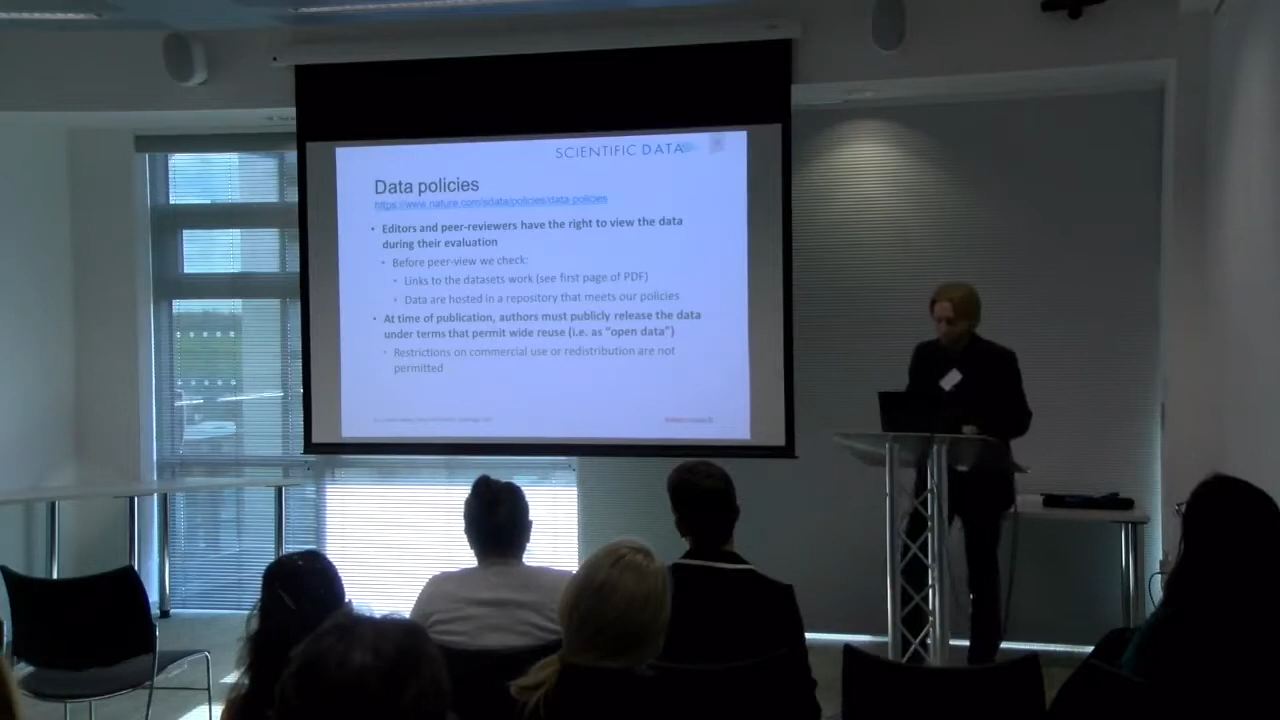 SCIENTIFIC DATA
Data policies
https://www.nature.com/sdata/policies/data-policies
• Editors and peer-reviewers have the right to view the data
during their evaluation
• Before peer-view we check:
• Links to the datasets work (see first page of PDF)
• Data are hosted in a repository that meets our policies
• At time of publication, authors must publicly release the data
under terms that permit wide reuse (i.e. as “open data”)
• Restrictions on commercial use or redistribution are not
permitted